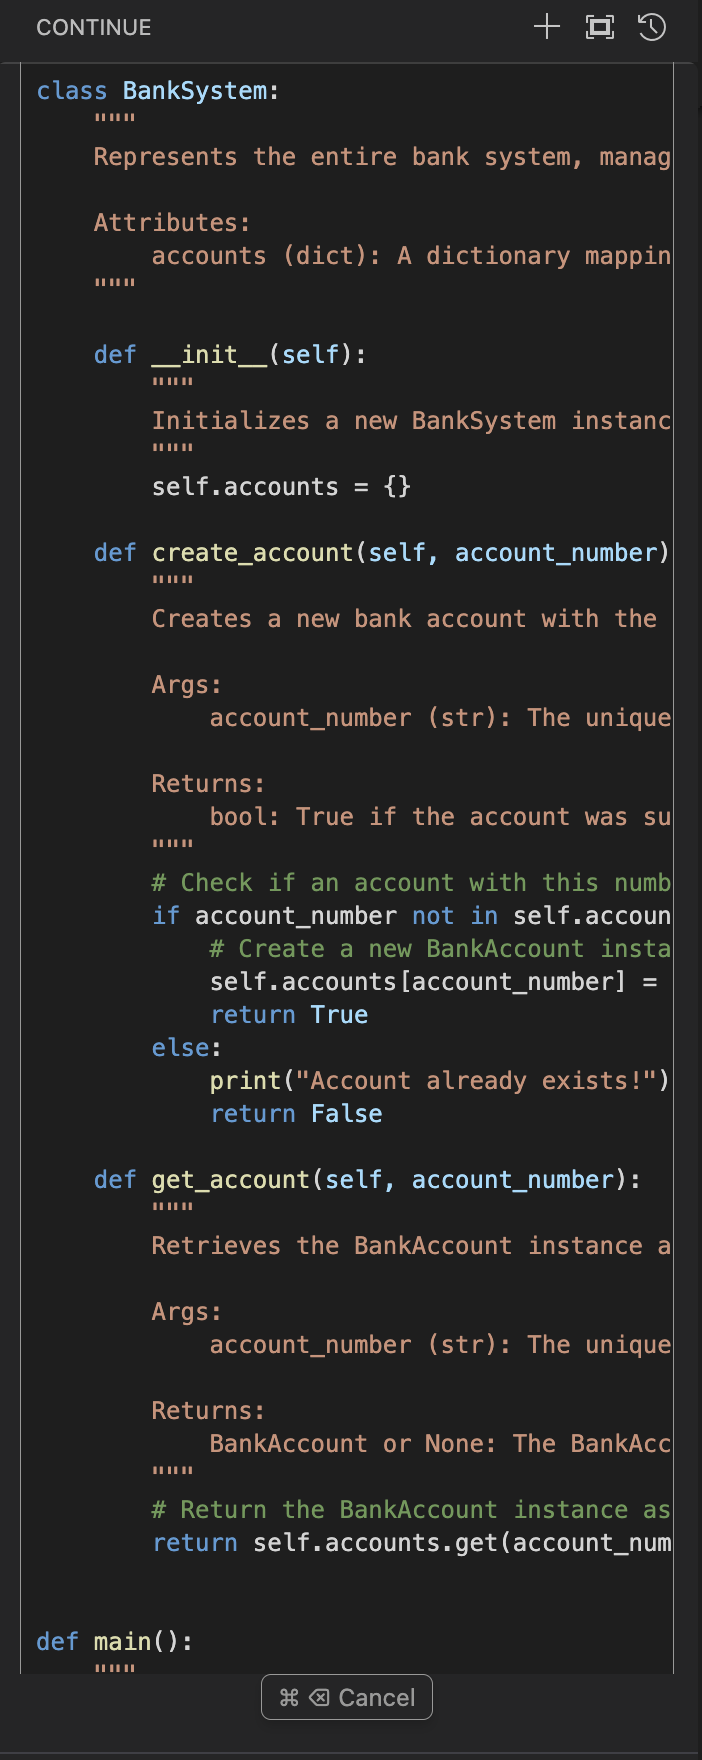 CONTINUE
class BankSystem:
"""
Represents the entire bank system, manag
Attributes:
accounts (dict): A dictionary mappin
"""
def __init__(self):
"""
Initializes a new BankSystem instanc
"""
self.accounts = {}
def create_account(self, account_number)
"""
Creates a new bank account with the
Args:
account_number (str): The unique
Returns:
bool: True if the account was su
"""
# Check if an account with this numb
if account_number not in self.accoun
# Create a new BankAccount insta
self.accounts[account_number] =
return True
else:
print("Account already exists!")
return False
def get_account(self, account_number):
"""
Retrieves the BankAccount instance a
Args:
account_number (str): The unique
Returns:
BankAccount or None: The BankAcc
"""
# Return the BankAccount instance as
return self.accounts.get(account_num
def main():
"""
⌘ ⌫ Cancel